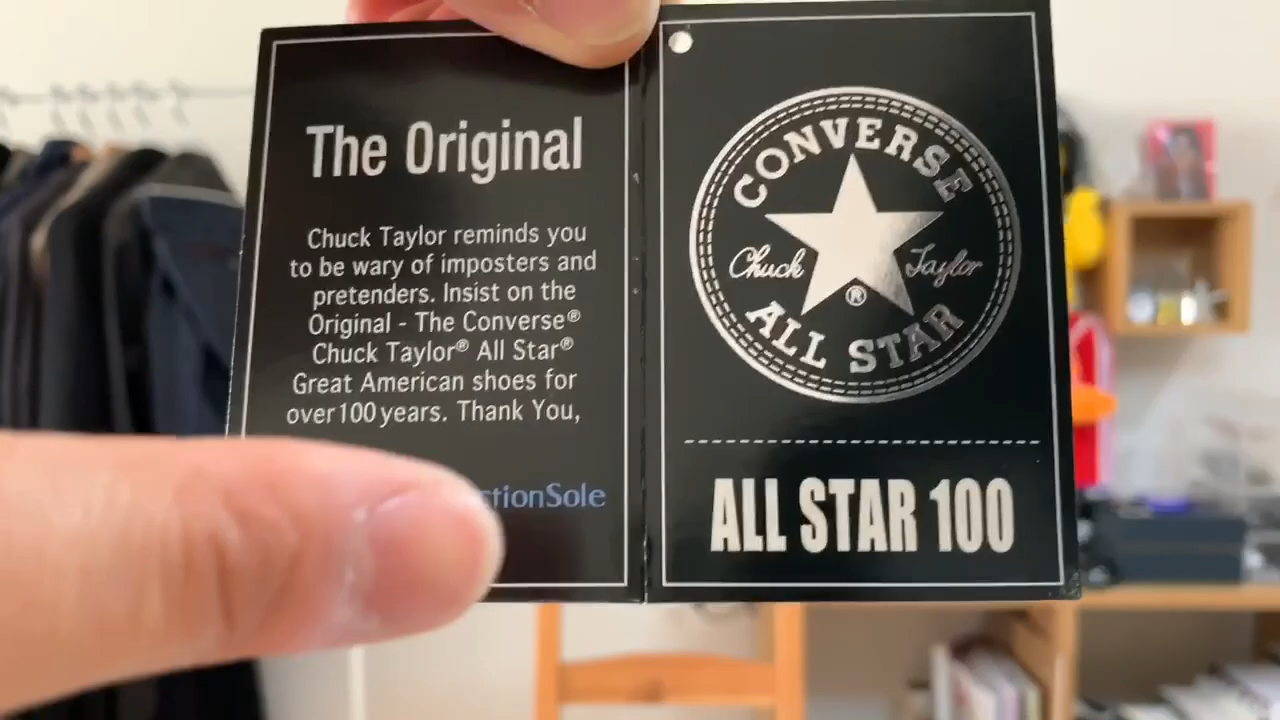 The Original
Chuck Taylor reminds you
to be wary of imposters and
pretenders. Insist on the
Original - The Converse®
Chuck Taylor® All Star®
Great American shoes for
over 100 years. Thank You,
CONVERSE
Chuck Taylor
®
ALL STAR
ALL STAR 100